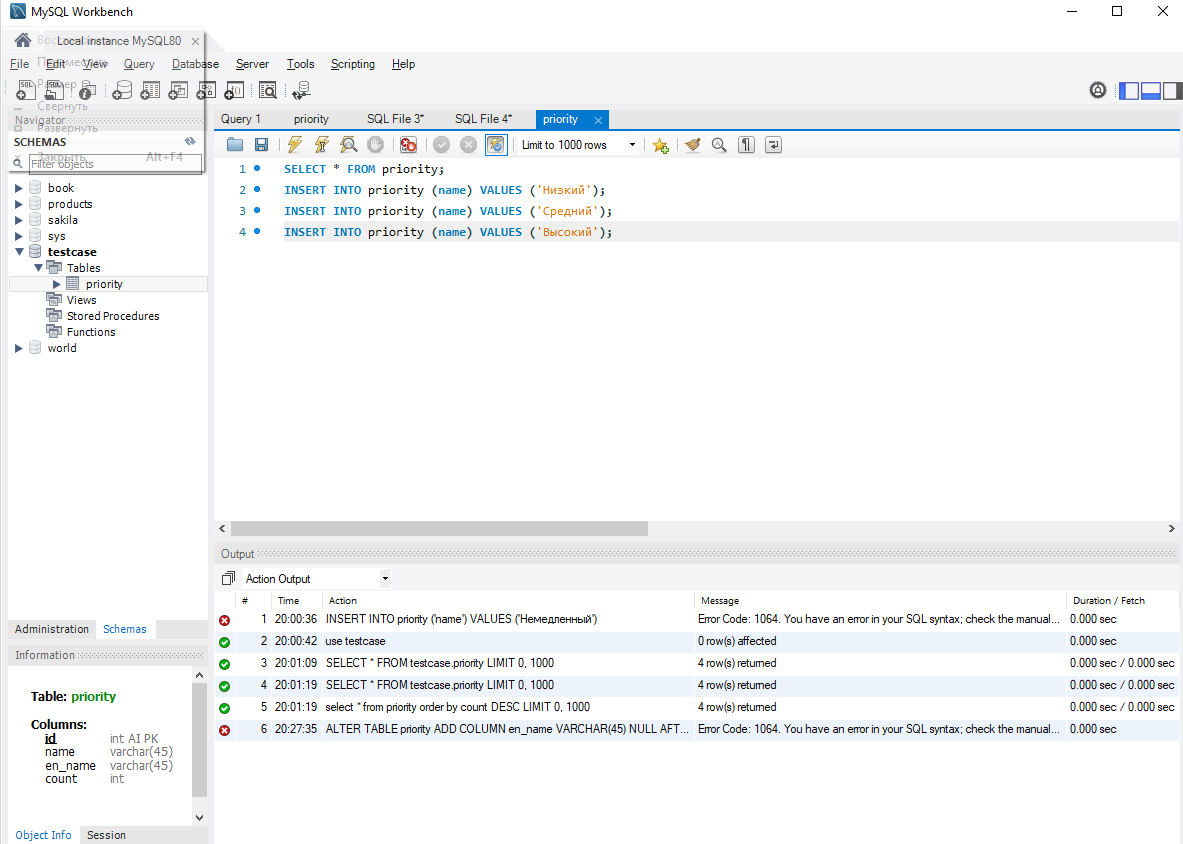 MySQL Workbench
Local instance MySQL80
Переместить
Размер
Свернуть
Развернуть
Закрыть Alt+F4
File Edit View Query Database Server Tools Scripting Help
Navigator
SCHEMAS
Filter objects
book
products
sakila
sys
testcase
Tables
priority
Views
Stored Procedures
Functions
world
Administration Schemas
Information
Table: priority
Columns:
id int AI PK
name varchar(45)
en_name varchar(45)
count int
Object Info Session
Query 1 priority SQL File 3* SQL File 4* priority
Limit to 1000 rows
1 SELECT * FROM priority;
2 INSERT INTO priority (name) VALUES ('Низкий');
3 INSERT INTO priority (name) VALUES ('Средний');
4 INSERT INTO priority (name) VALUES ('Высокий');
Output
Action Output
# Time Action Message Duration / Fetch
1 20:00:36 INSERT INTO priority ('name') VALUES ('Немедленный') Error Code: 1064. You have an error in your SQL syntax; check the manual... 0.000 sec
2 20:00:42 use testcase 0 row(s) affected 0.000 sec
3 20:01:09 SELECT * FROM testcase.priority LIMIT 0, 1000 4 row(s) returned 0.000 sec / 0.000 sec
4 20:01:19 SELECT * FROM testcase.priority LIMIT 0, 1000 4 row(s) returned 0.000 sec / 0.000 sec
5 20:01:19 select * from priority order by count DESC LIMIT 0, 1000 4 row(s) returned 0.000 sec / 0.000 sec
6 20:27:35 ALTER TABLE priority ADD COLUMN en_name VARCHAR(45) NULL AFT... Error Code: 1064. You have an error in your SQL syntax; check the manual... 0.000 sec